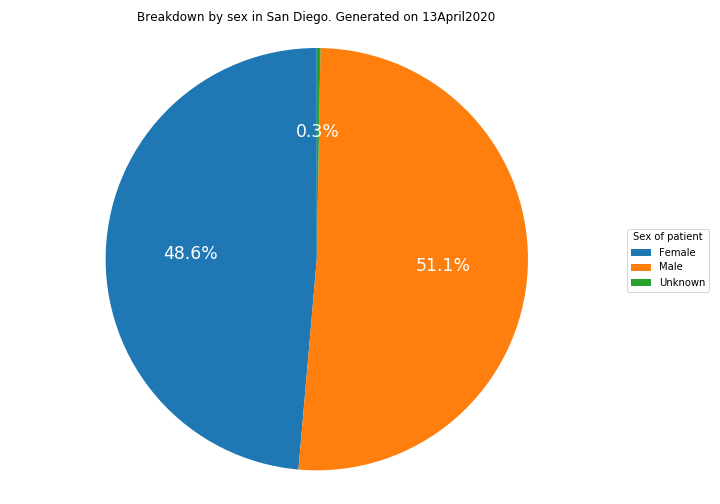 Breakdown by sex in San Diego. Generated on 13April2020
0.3%
48.6%
51.1%
Sex of patient
Female
Male
Unknown